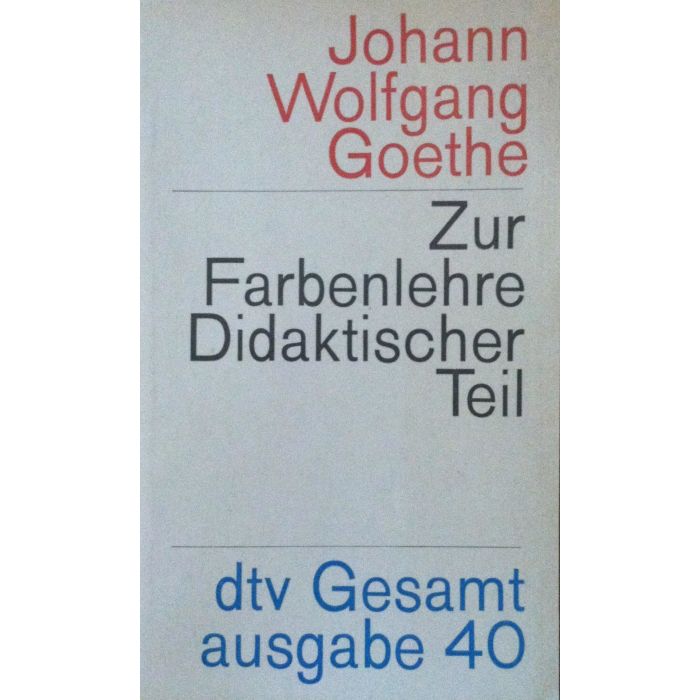 Johann
Wolfgang
Goethe
Zur
Farbenlehre
Didaktischer
Teil
dtv Gesamt
ausgabe 40